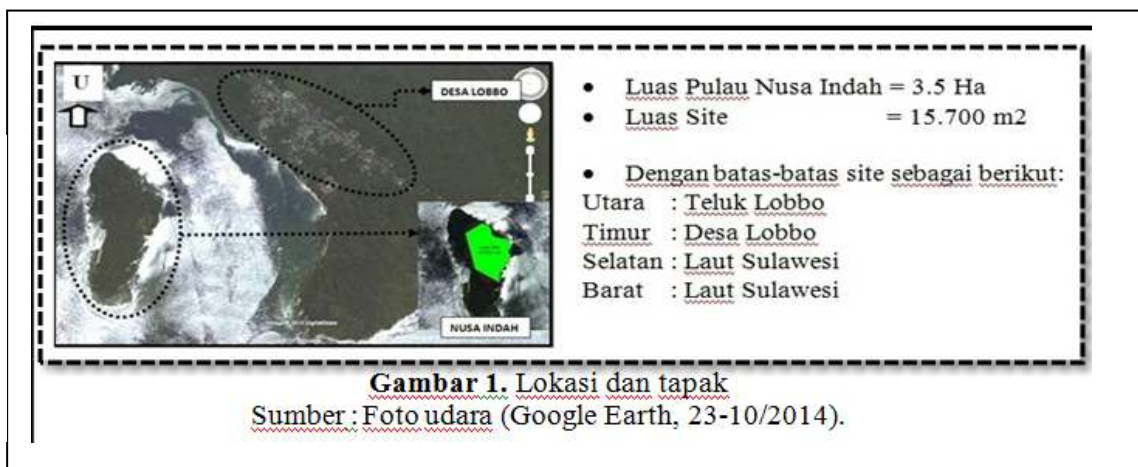 U
DESA LOBBO
NUSA INDAH
• Luas Pulau Nusa Indah = 3.5 Ha
• Luas Site = 15.700 m2
• Dengan batas-batas site sebagai berikut:
Utara : Teluk Lobbo
Timur : Desa Lobbo
Selatan : Laut Sulawesi
Barat : Laut Sulawesi
Gambar 1. Lokasi dan tapak
Sumber : Foto udara (Google Earth, 23-10/2014).